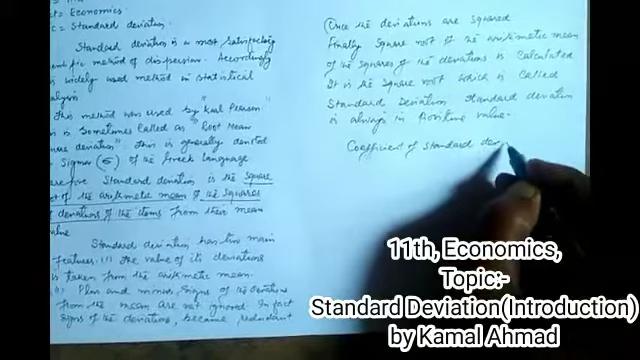 ct = Economics
c = Standard deviation
Standard deviation is a most satisfactory
entific method of dispersion. Accordingly
is widely used method in statistical
alysis
This method was used by "Karl Pearson"
is Sometimes Called as "Root Mean
deviation" This is generally denoted
Sigma (σ) of the Greek Language
Standard deviation is the square
of the arithmetic mean of the squares
deviations of the items from their mean
value
Standard deviation has two main
features. (i) The value of its deviations
is taken from the arithmetic mean.
(ii) Plus and minus signs of the deviations
from the mean are not ignored. In fact
signs of the deviations, became redundant
(Once the deviations are squared
Finally square root of the arithmetic mean
of the squares of the deviations is calculated
It is the square root which is called
Standard Deviation. Standard deviation
is always in Positive value.
Coefficient of Standard dev
11th, Economics,
Topic:-
Standard Deviation(Introduction)
by Kamal Ahmad